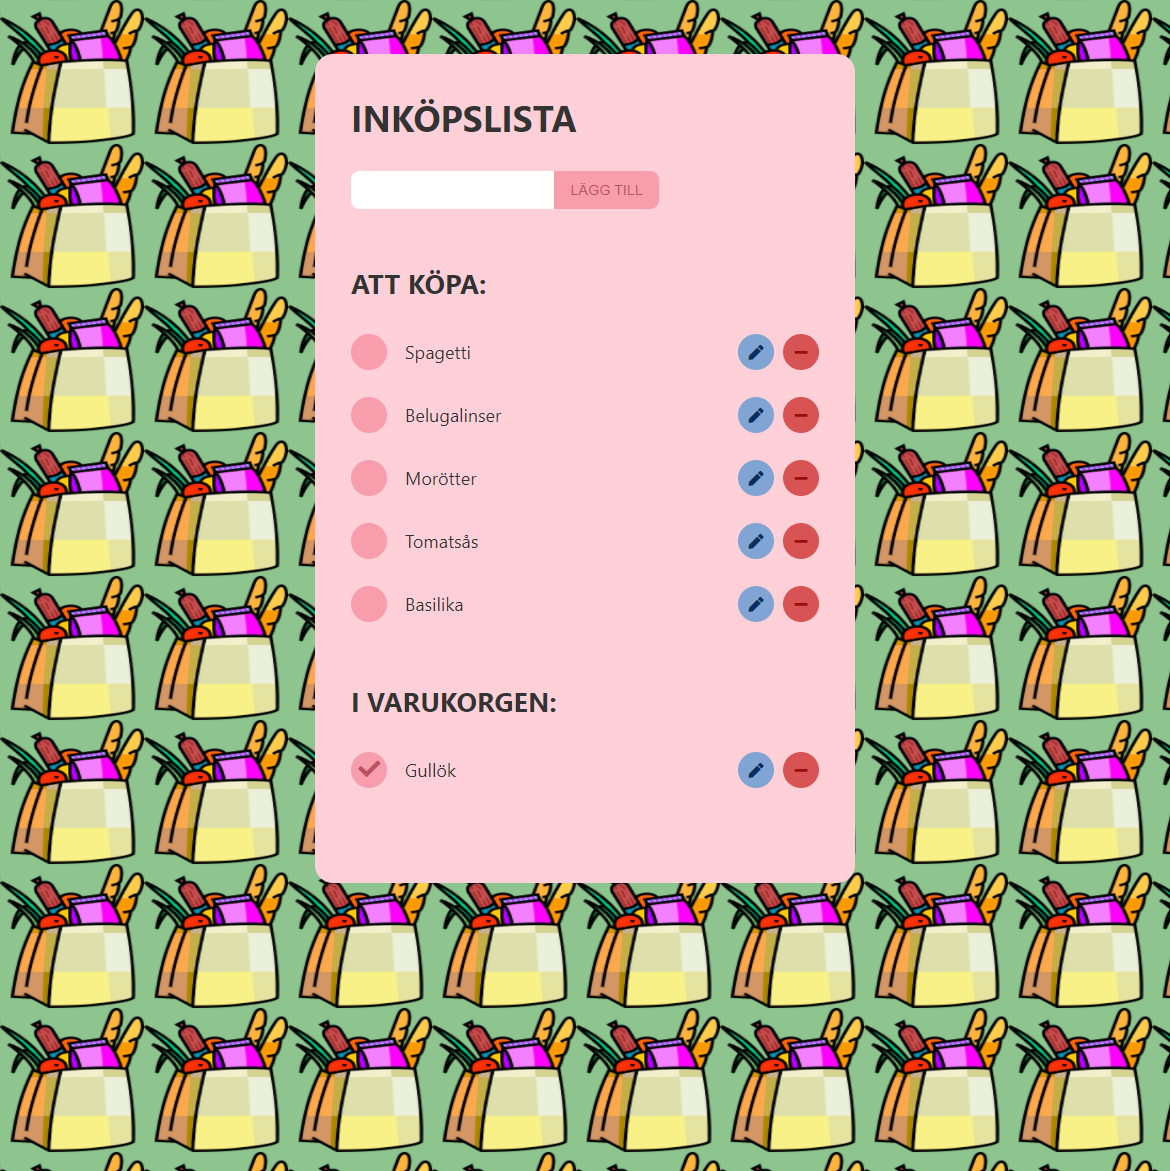 INKÖPSLISTA
LÄGG TILL
ATT KÖPA:
Spagetti
Belugalinser
Morötter
Tomatsås
Basilika
I VARUKORGEN:
Gullök